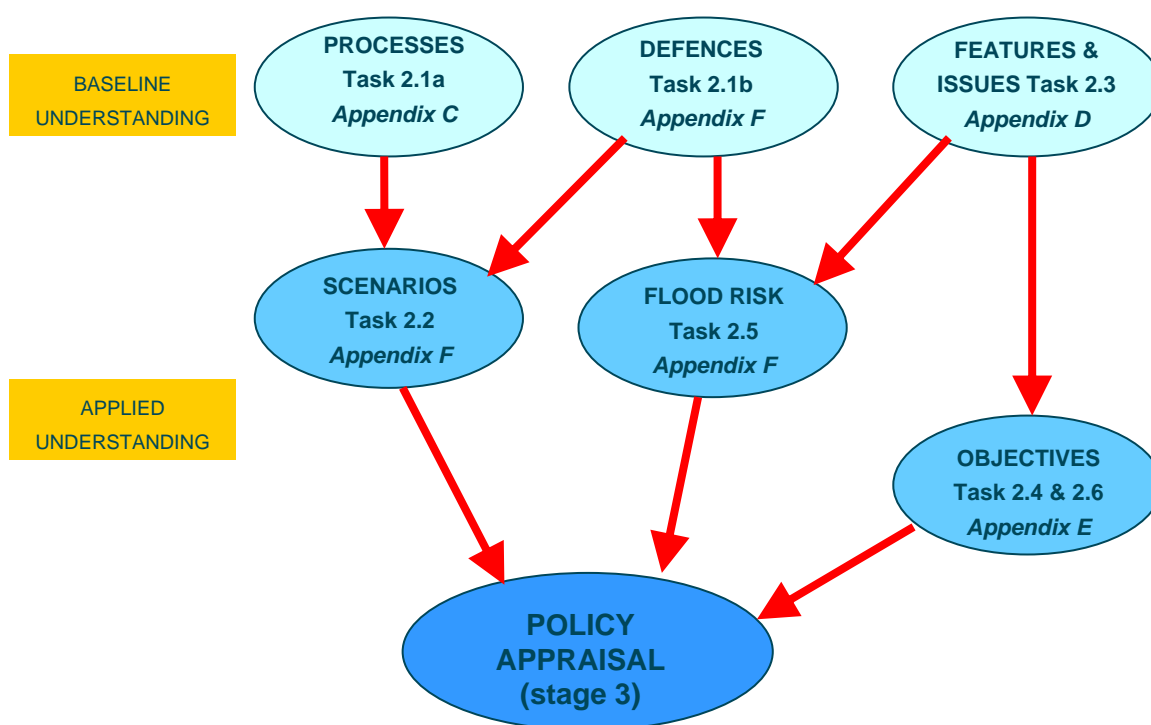 BASELINE
UNDERSTANDING
PROCESSES
Task 2.1a
Appendix C
DEFENCES
Task 2.1b
Appendix F
FEATURES &
ISSUES Task 2.3
Appendix D
SCENARIOS
Task 2.2
Appendix F
FLOOD RISK
Task 2.5
Appendix F
APPLIED
UNDERSTANDING
OBJECTIVES
Task 2.4 & 2.6
Appendix E
POLICY
APPRAISAL
(stage 3)